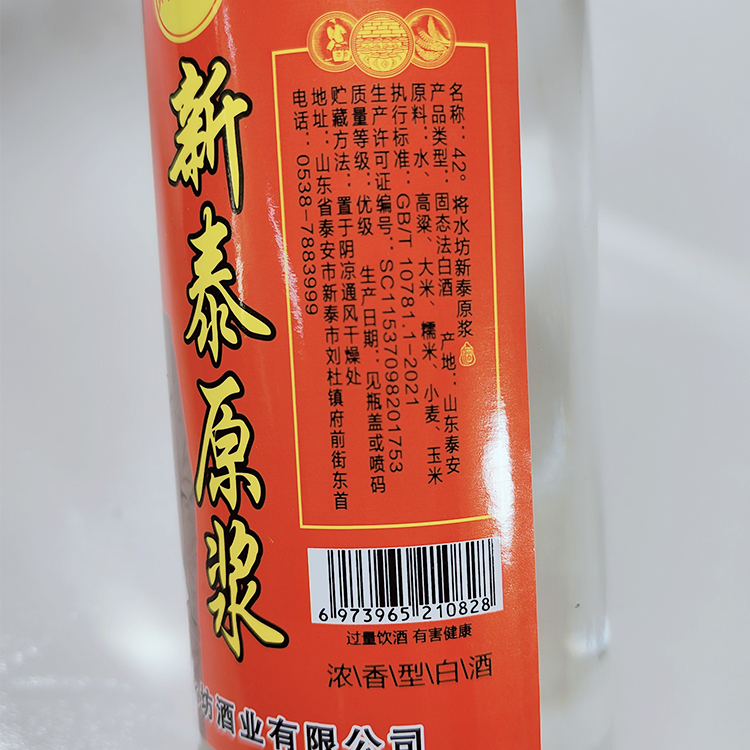 新泰原浆
名称：42°将水坊新泰原浆
产品类型：固态法白酒 产地：山东泰安
原料：水、高粱、大米、糯米、小麦、玉米
执行标准：GB/T 10781.1-2021
生产许可证编号：SC11537098201753
质量等级：优级 生产日期：见瓶盖或喷码
贮藏方法：置于阴凉通风干燥处
地址：山东省泰安市新泰市刘杜镇府前街东首
电话：0538-7883999
6 973965 210828
过量饮酒 有害健康
浓\香\型\白\酒
坊酒业有限公司